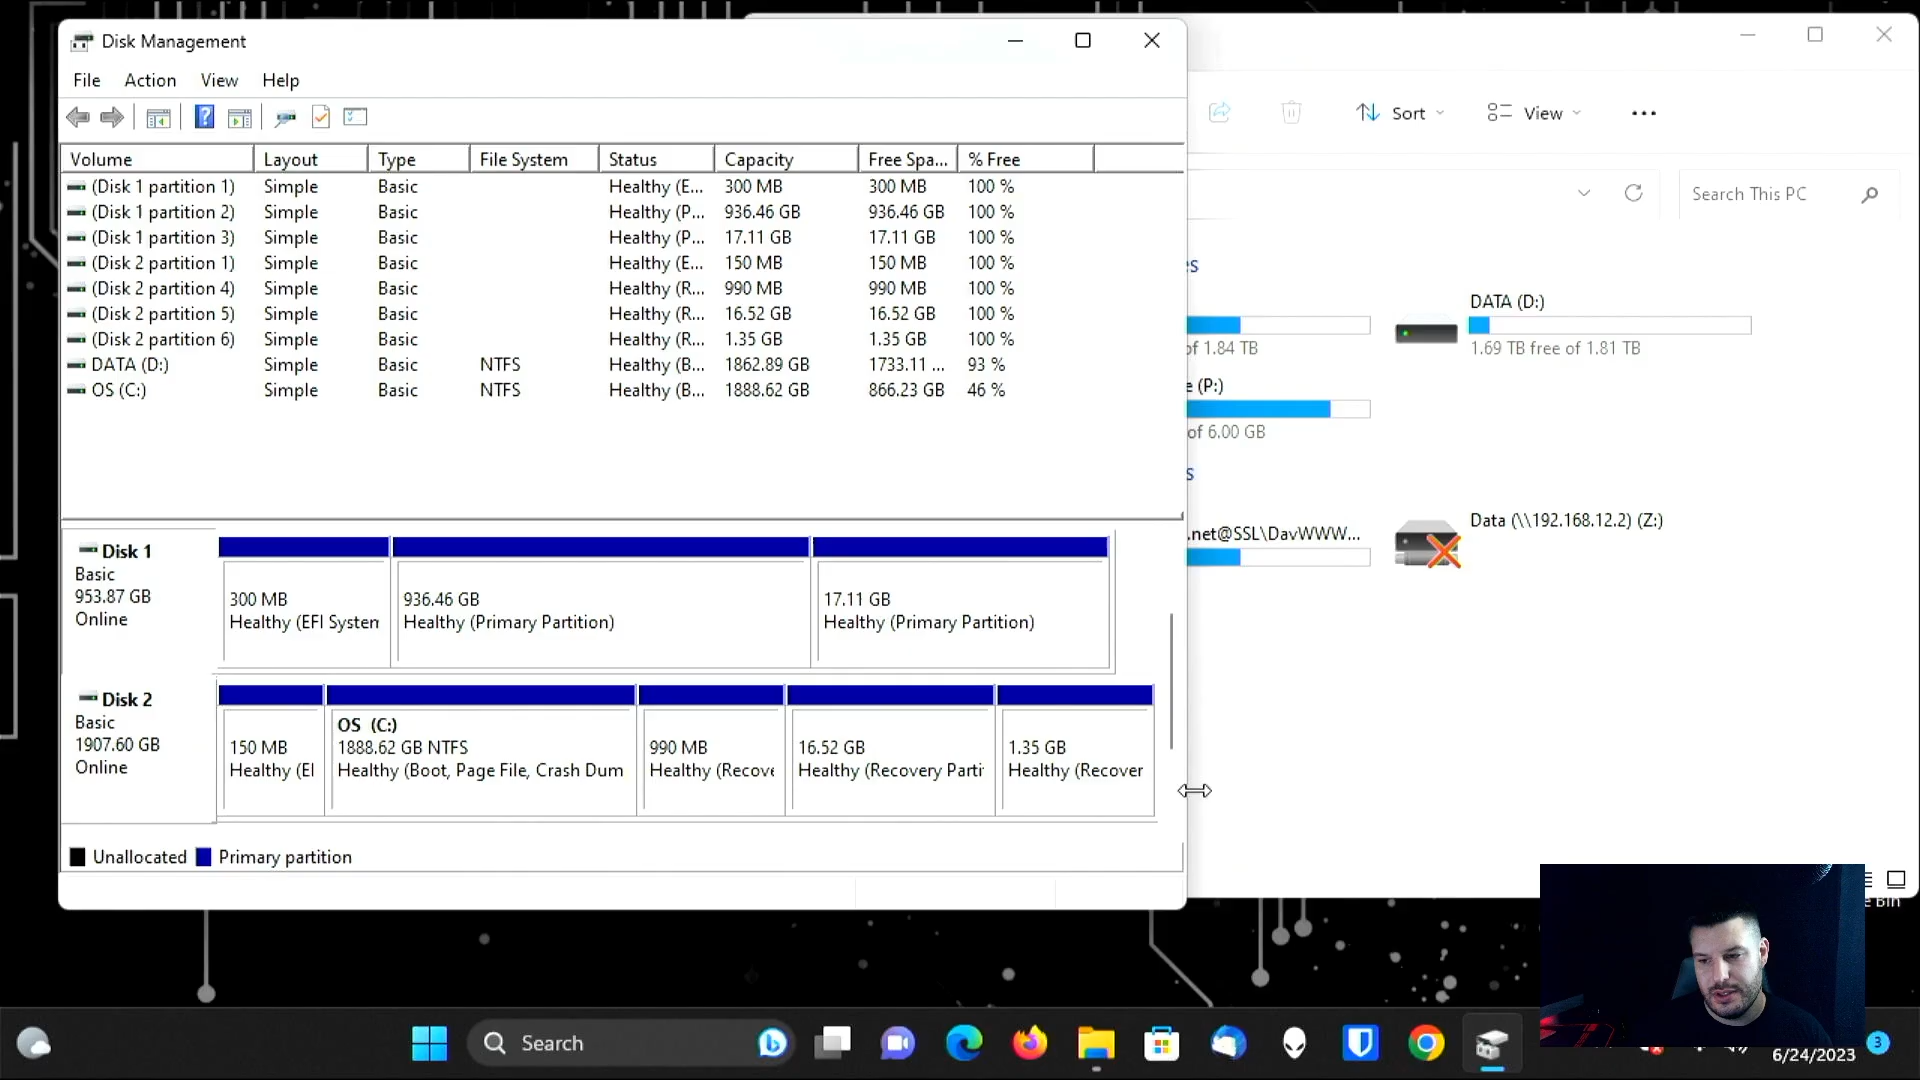 Disk Management
File Action View Help
Volume Layout Type File System Status Capacity Free Spa... % Free
(Disk 1 partition 1) Simple Basic Healthy (E... 300 MB 300 MB 100 %
(Disk 1 partition 2) Simple Basic Healthy (P... 936.46 GB 936.46 GB 100 %
(Disk 1 partition 3) Simple Basic Healthy (P... 17.11 GB 17.11 GB 100 %
(Disk 2 partition 1) Simple Basic Healthy (E... 150 MB 150 MB 100 %
(Disk 2 partition 4) Simple Basic Healthy (R... 990 MB 990 MB 100 %
(Disk 2 partition 5) Simple Basic Healthy (R... 16.52 GB 16.52 GB 100 %
(Disk 2 partition 6) Simple Basic Healthy (R... 1.35 GB 1.35 GB 100 %
DATA (D:) Simple Basic NTFS Healthy (B... 1862.89 GB 1733.11 ... 93 %
OS (C:) Simple Basic NTFS Healthy (B... 1888.62 GB 866.23 GB 46 %
Disk 1
Basic
953.87 GB
Online
300 MB
Healthy (EFI System
936.46 GB
Healthy (Primary Partition)
17.11 GB
Healthy (Primary Partition)
Disk 2
Basic
1907.60 GB
Online
150 MB
Healthy (EI
OS (C:)
1888.62 GB NTFS
Healthy (Boot, Page File, Crash Dum
990 MB
Healthy (Recove
16.52 GB
Healthy (Recovery Parti
1.35 GB
Healthy (Recover
Unallocated Primary partition
Sort View
Search This PC
es
of 1.84 TB
DATA (D:)
1.69 TB free of 1.81 TB
e (P:)
of 6.00 GB
s
.net@SSL\DavWWW...
Data (\\192.168.12.2) (Z:)
e Bin
Search
6/24/2023
3